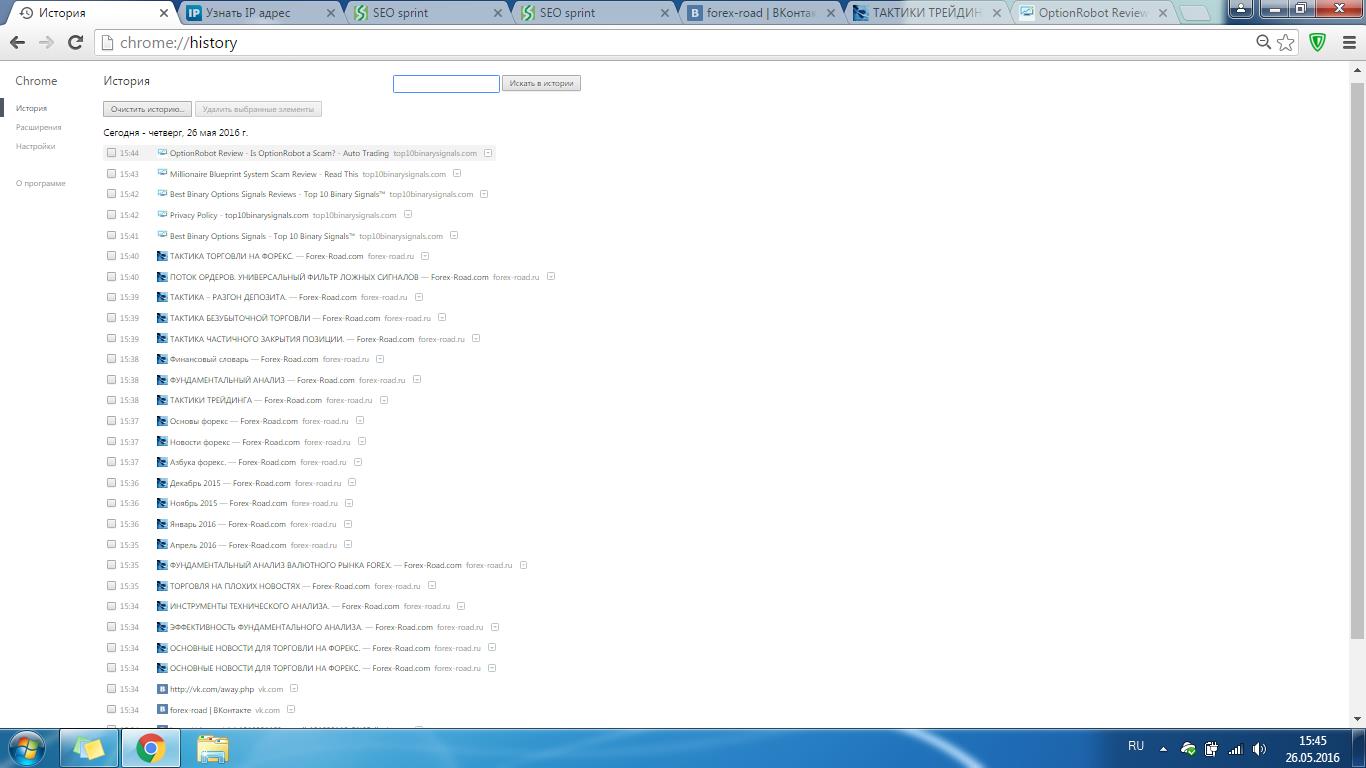 История
Узнать IP адрес
SEO sprint
SEO sprint
forex-road | ВКонтак
ТАКТИКИ ТРЕЙДИН
OptionRobot Review
chrome://history
Chrome
История
Искать в истории
История
Расширения
Настройки
О программе
Очистить историю...
Удалить выбранные элементы
Сегодня - четверг, 26 мая 2016 г.
15:44 OptionRobot Review - Is OptionRobot a Scam? - Auto Trading top10binarysignals.com
15:43 Millionaire Blueprint System Scam Review - Read This top10binarysignals.com
15:42 Best Binary Options Signals Reviews - Top 10 Binary Signals™ top10binarysignals.com
15:42 Privacy Policy - top10binarysignals.com top10binarysignals.com
15:41 Best Binary Options Signals - Top 10 Binary Signals™ top10binarysignals.com
15:40 ТАКТИКА ТОРГОВЛИ НА ФОРЕКС. — Forex-Road.com forex-road.ru
15:40 ПОТОК ОРДЕРОВ. УНИВЕРСАЛЬНЫЙ ФИЛЬТР ЛОЖНЫХ СИГНАЛОВ — Forex-Road.com forex-road.ru
15:39 ТАКТИКА – РАЗГОН ДЕПОЗИТА. — Forex-Road.com forex-road.ru
15:39 ТАКТИКА БЕЗУБЫТОЧНОЙ ТОРГОВЛИ — Forex-Road.com forex-road.ru
15:39 ТАКТИКА ЧАСТИЧНОГО ЗАКРЫТИЯ ПОЗИЦИИ. — Forex-Road.com forex-road.ru
15:38 Финансовый словарь — Forex-Road.com forex-road.ru
15:38 ФУНДАМЕНТАЛЬНЫЙ АНАЛИЗ — Forex-Road.com forex-road.ru
15:38 ТАКТИКИ ТРЕЙДИНГА — Forex-Road.com forex-road.ru
15:37 Основы форекс — Forex-Road.com forex-road.ru
15:37 Новости форекс — Forex-Road.com forex-road.ru
15:37 Азбука форекс. — Forex-Road.com forex-road.ru
15:36 Декабрь 2015 — Forex-Road.com forex-road.ru
15:36 Ноябрь 2015 — Forex-Road.com forex-road.ru
15:36 Январь 2016 — Forex-Road.com forex-road.ru
15:35 Апрель 2016 — Forex-Road.com forex-road.ru
15:35 ФУНДАМЕНТАЛЬНЫЙ АНАЛИЗ ВАЛЮТНОГО РЫНКА FOREX. — Forex-Road.com forex-road.ru
15:35 ТОРГОВЛЯ НА ПЛОХИХ НОВОСТЯХ — Forex-Road.com forex-road.ru
15:34 ИНСТРУМЕНТЫ ТЕХНИЧЕСКОГО АНАЛИЗА. — Forex-Road.com forex-road.ru
15:34 ЭФФЕКТИВНОСТЬ ФУНДАМЕНТАЛЬНОГО АНАЛИЗА. — Forex-Road.com forex-road.ru
15:34 ОСНОВНЫЕ НОВОСТИ ДЛЯ ТОРГОВЛИ НА ФОРЕКС. — Forex-Road.com forex-road.ru
15:34 ОСНОВНЫЕ НОВОСТИ ДЛЯ ТОРГОВЛИ НА ФОРЕКС. — Forex-Road.com forex-road.ru
15:34 http://vk.com/away.php vk.com
15:34 forex-road | ВКонтакте vk.com
RU
15:45
26.05.2016